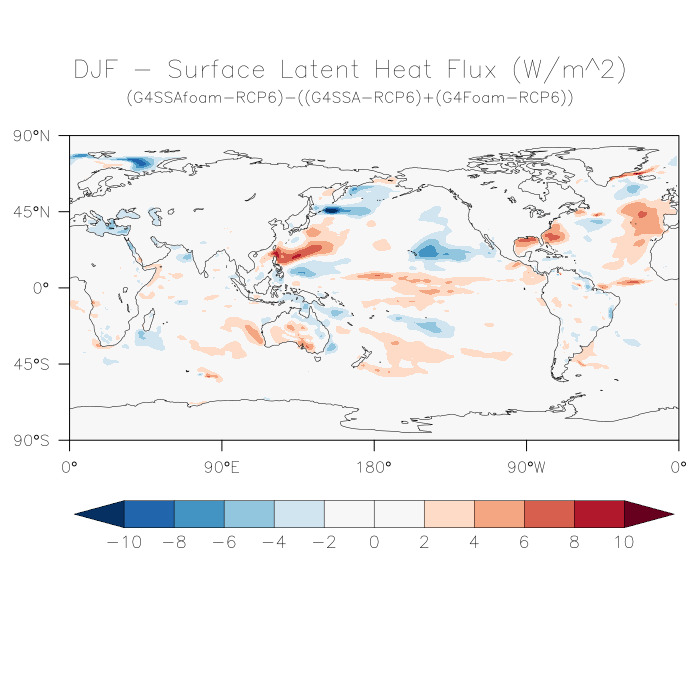 DJF − Surface Latent Heat Flux (W/m^2)
(G4SSAfoam−RCP6)−((G4SSA−RCP6)+(G4Foam−RCP6))
90°N
45°N
0°
45°S
90°S
0° 90°E 180° 90°W 0°
−10 −8 −6 −4 −2 0 2 4 6 8 10